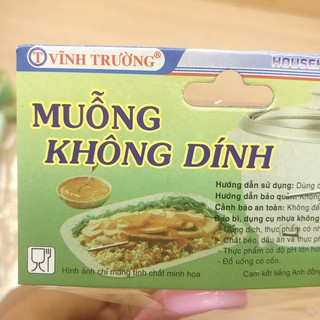 VĨNH TRƯỜNG®
MUỖNG
KHÔNG DÍNH
Hướng dẫn sử dụng: Dùng
Hướng dẫn bảo quản:
Cảnh báo an toàn: Không để
Bao bì, dụng cụ nhựa không
- Dung dịch, thực phẩm có
- Chất béo, dầu ăn và thực
- Thực phẩm có độ pH lớn
- Đồ uống có cồn.
Hình ảnh chỉ mang tính chất minh họa
Cam kết tiếng Anh